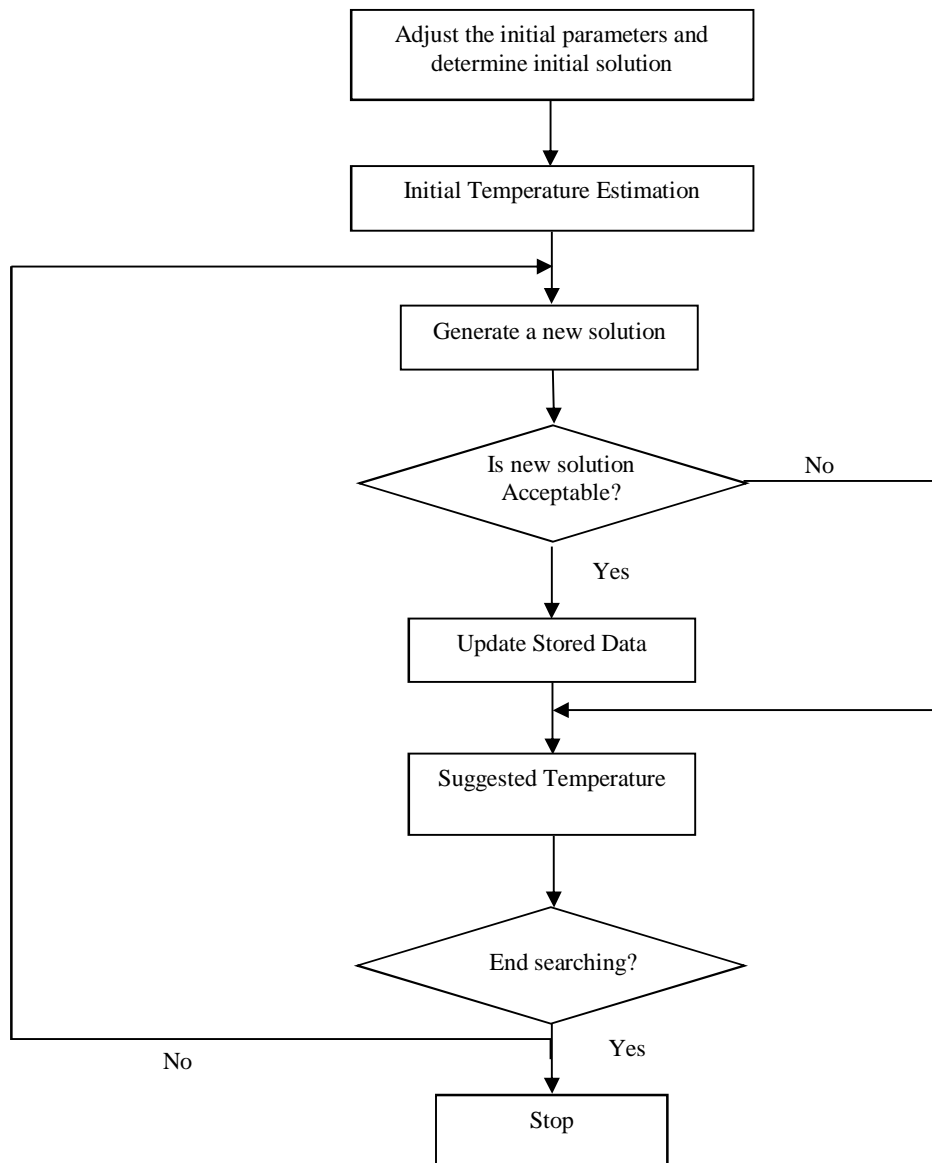 Adjust the initial parameters and
determine initial solution
Initial Temperature Estimation
Generate a new solution
Is new solution
Acceptable?
No
Yes
Update Stored Data
Suggested Temperature
End searching?
Yes
No
Stop